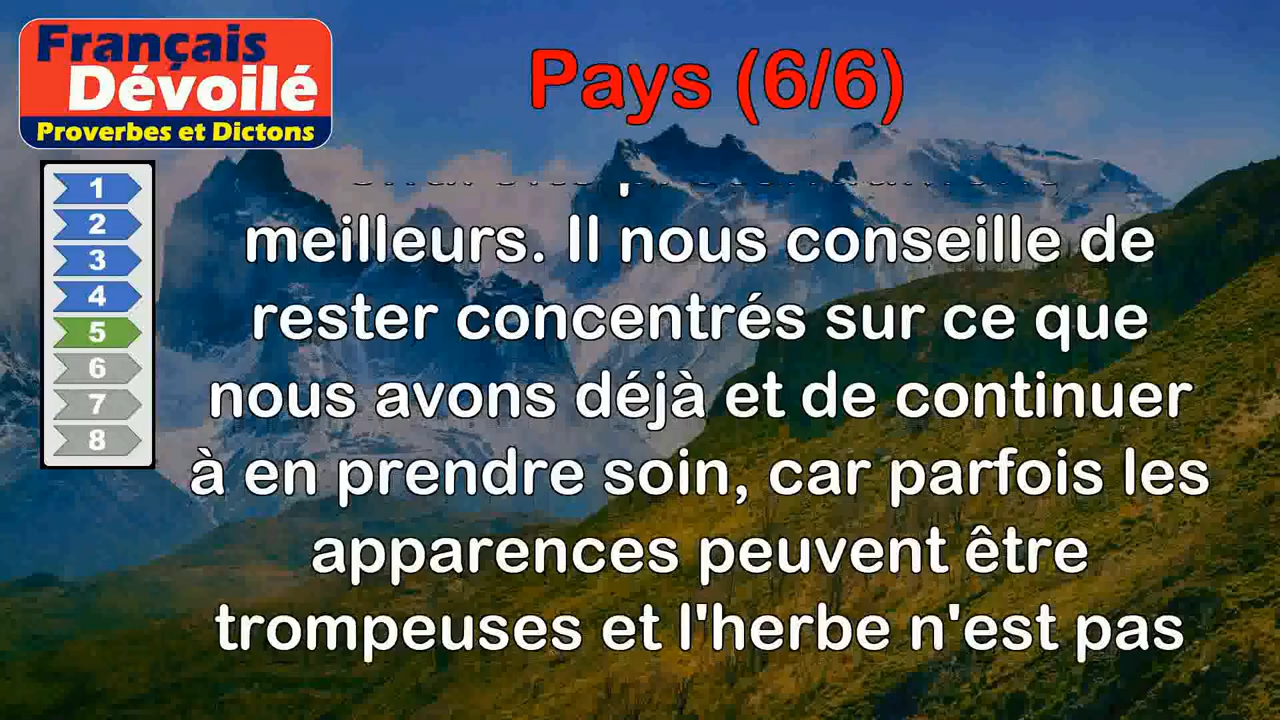 Français
Dévoilé
Proverbes et Dictons
Pays (6/6)
1
2
3
4
5
6
7
8
meilleurs. Il nous conseille de
rester concentrés sur ce que
nous avons déjà et de continuer
à en prendre soin, car parfois les
apparences peuvent être
trompeuses et l'herbe n'est pas